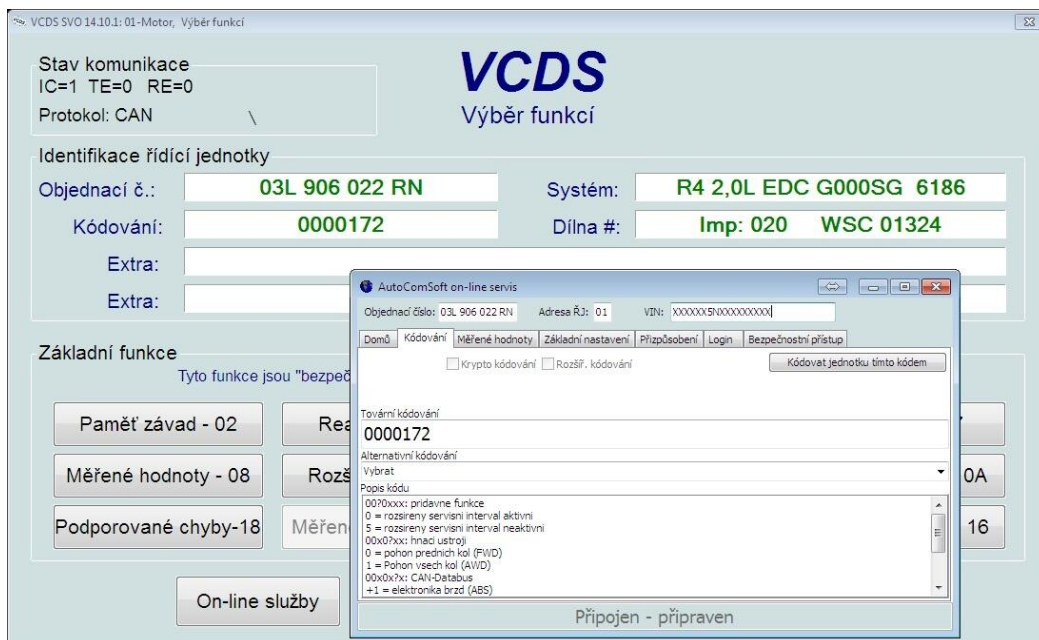 VCDS SVO 14.10.1: 01-Motor, Výběr funkcí
Stav komunikace
IC=1 TE=0 RE=0
Protokol: CAN \
VCDS
Výběr funkcí
Identifikace řídící jednotky
Objednací č.: 03L 906 022 RN Systém: R4 2,0L EDC G000SG 6186
Kódování: 0000172 Dílna #: Imp: 020 WSC 01324
Extra:
Extra:
AutoComSoft on-line servis
Objednací číslo: 03L 906 022 RN Adresa ŘJ: 01 VIN: XXXXXX5NXXXXXXXXX
Domů Kódování Měřené hodnoty Základní nastavení Přizpůsobení Login Bezpečnostní přístup
Krypto kódování Rozšíř. kódování Kódovat jednotku tímto kódem
Tovární kódování
0000172
Alternativní kódování
Vybrat
Popis kódu
00?0xxx: pridavne funkce
0 = rozsireny servisni interval aktivni
5 = rozsireny servisni interval neaktivni
00x0?xx: hnaci ustroji
0 = pohon prednich kol (FWD)
1 = Pohon vsech kol (AWD)
00x0x?x: CAN-Databus
+1 = elektronika brzd (ABS)
Připojen - připraven
Základní funkce
Tyto funkce jsou "bezpeč
Paměť závad - 02 Rea
Měřené hodnoty - 08 Rozš 0A
Podporované chyby-18 Měřen 16
On-line služby